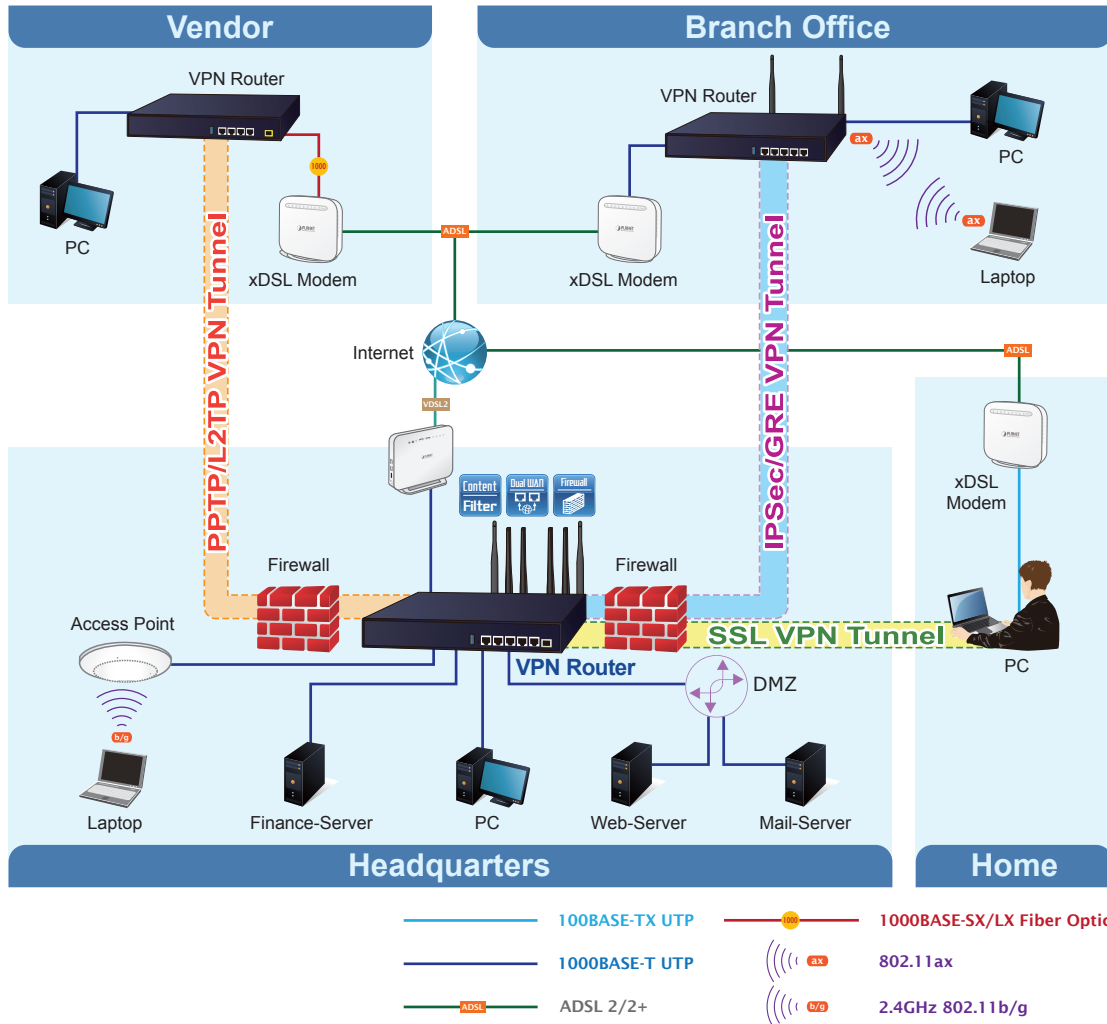 Vendor
Branch Office
VPN Router
VPN Router
PC
PC
1000
ax
ax
xDSL Modem
ADSL
xDSL Modem
Laptop
PPTP/L2TP VPN Tunnel
IPSec/GRE VPN Tunnel
Internet
ADSL
VDSL2
xDSL
Modem
Content
Filter
Dual WAN
Firewall
Firewall
Firewall
Access Point
SSL VPN Tunnel
VPN Router
PC
DMZ
b/g
Laptop
Finance-Server
PC
Web-Server
Mail-Server
Headquarters
Home
100BASE-TX UTP
1000
1000BASE-SX/LX Fiber Optic
1000BASE-T UTP
ax
802.11ax
ADSL
ADSL 2/2+
b/g
2.4GHz 802.11b/g